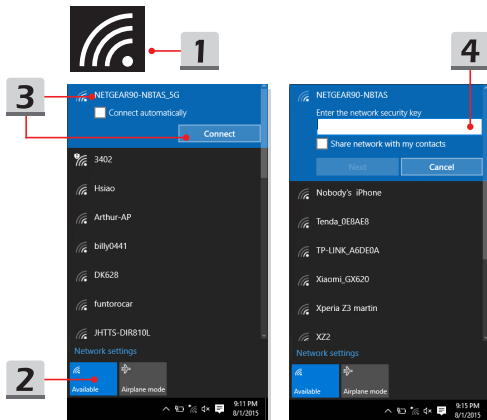 1
3
NETGEAR90-NBTAS_5G
Connect automatically
Connect
3402
Hsiao
Arthur-AP
billy0441
DK628
funtorocar
JHTTS-DIR810L
Network settings
2
Available
Airplane mode
9:11 PM
8/1/2015
4
NETGEAR90-NBTAS
Enter the network security key
Share network with my contacts
Next
Cancel
Nobody's iPhone
Tenda_0E8AE8
TP-LINK_A6DE0A
Xiaomi_GX620
Xperia Z3 martin
XZ2
Network settings
Available
Airplane mode
9:15 PM
8/1/2015